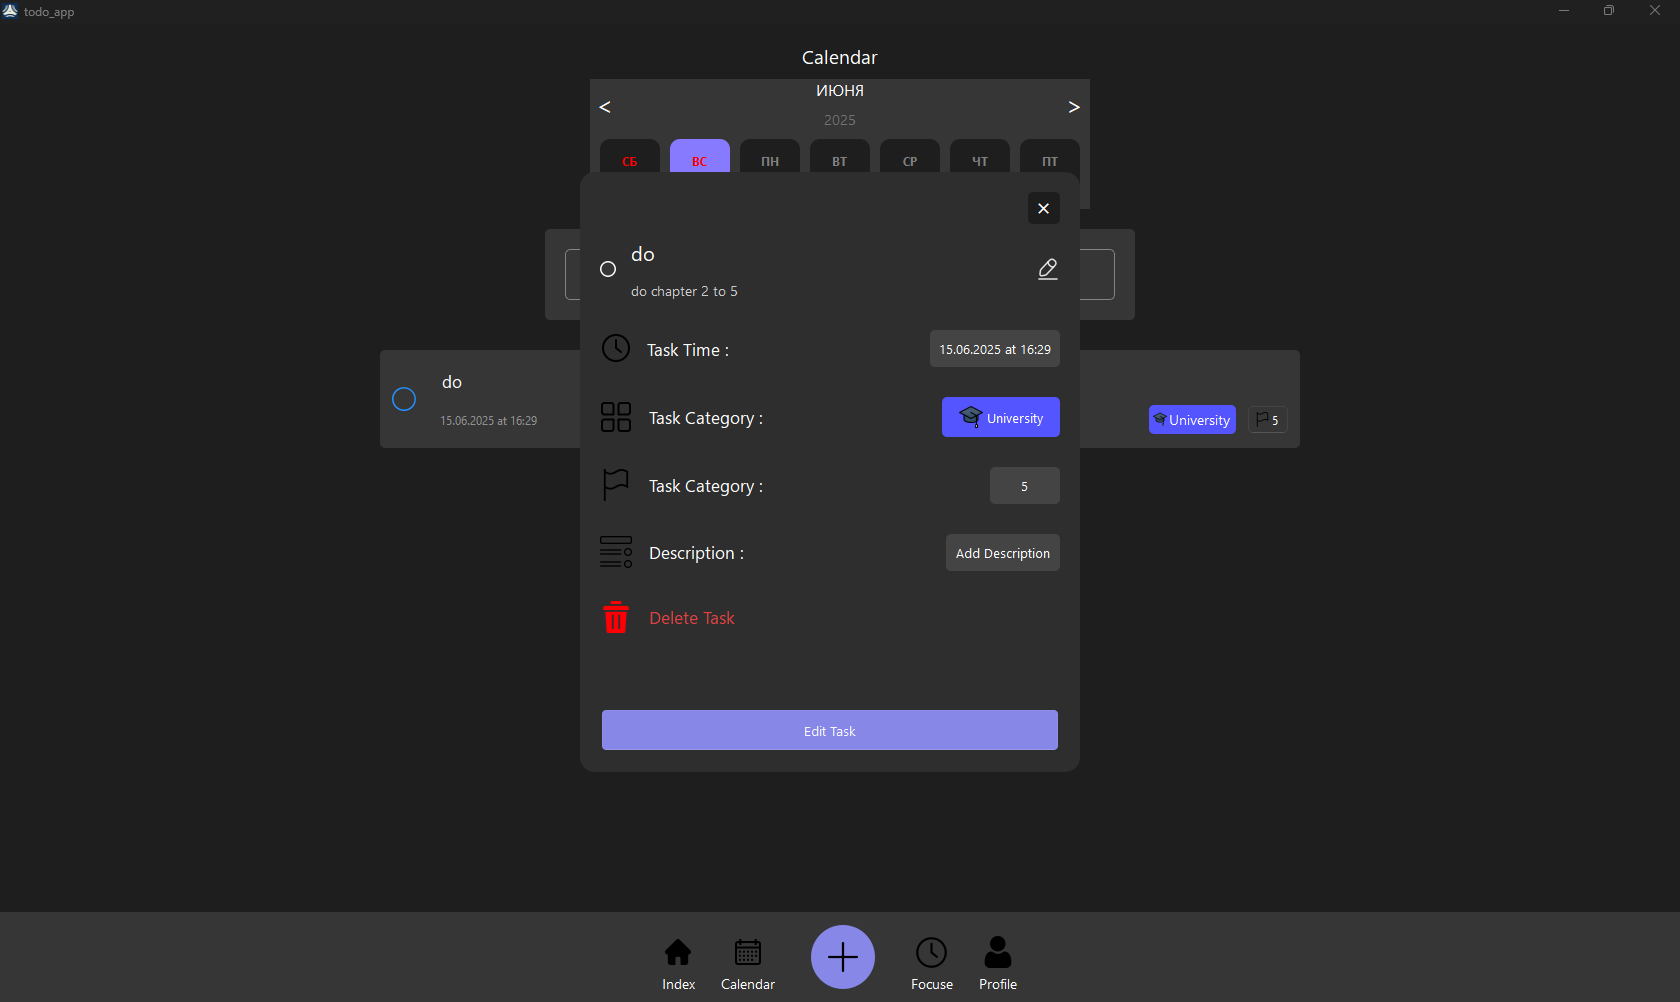 todo_app
Calendar
<
ИЮНЯ
>
2025
СБ ВС ПН ВТ СР ЧТ ПТ
×
do
do chapter 2 to 5
Task Time :
15.06.2025 at 16:29
Task Category :
University
Task Category :
5
Description :
Add Description
Delete Task
Edit Task
do
15.06.2025 at 16:29
University
5
Index
Calendar
Focuse
Profile